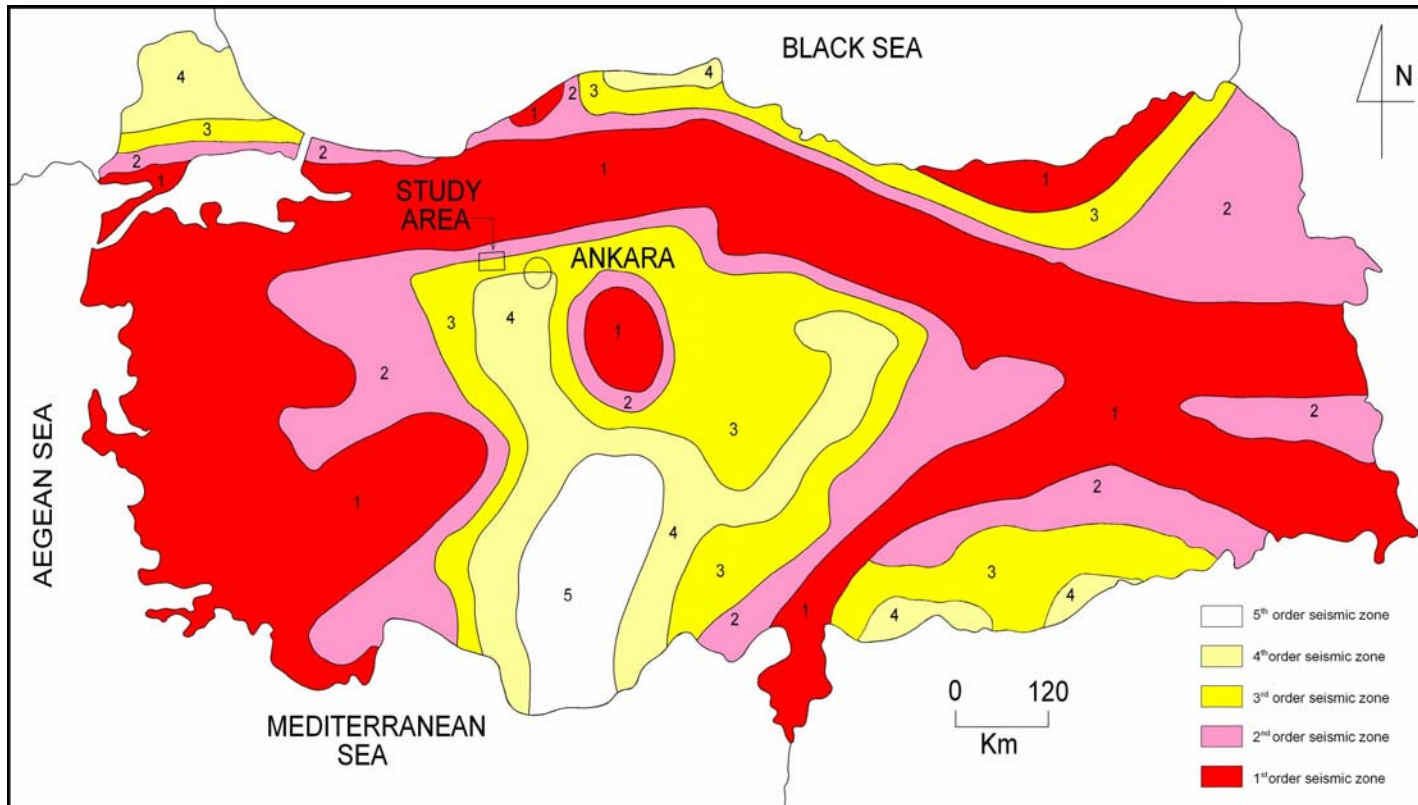 BLACK SEA
N
4
3
2
1
2
1
2
3
4
1
STUDY
AREA
ANKARA
1
3
2
3
4
1
2
2
3
1
2
1
2
4
3
5
2
1
3
4
4
AEGEAN SEA
MEDITERRANEAN
SEA
0 120
Km
5th order seismic zone
4th order seismic zone
3rd order seismic zone
2nd order seismic zone
1st order seismic zone